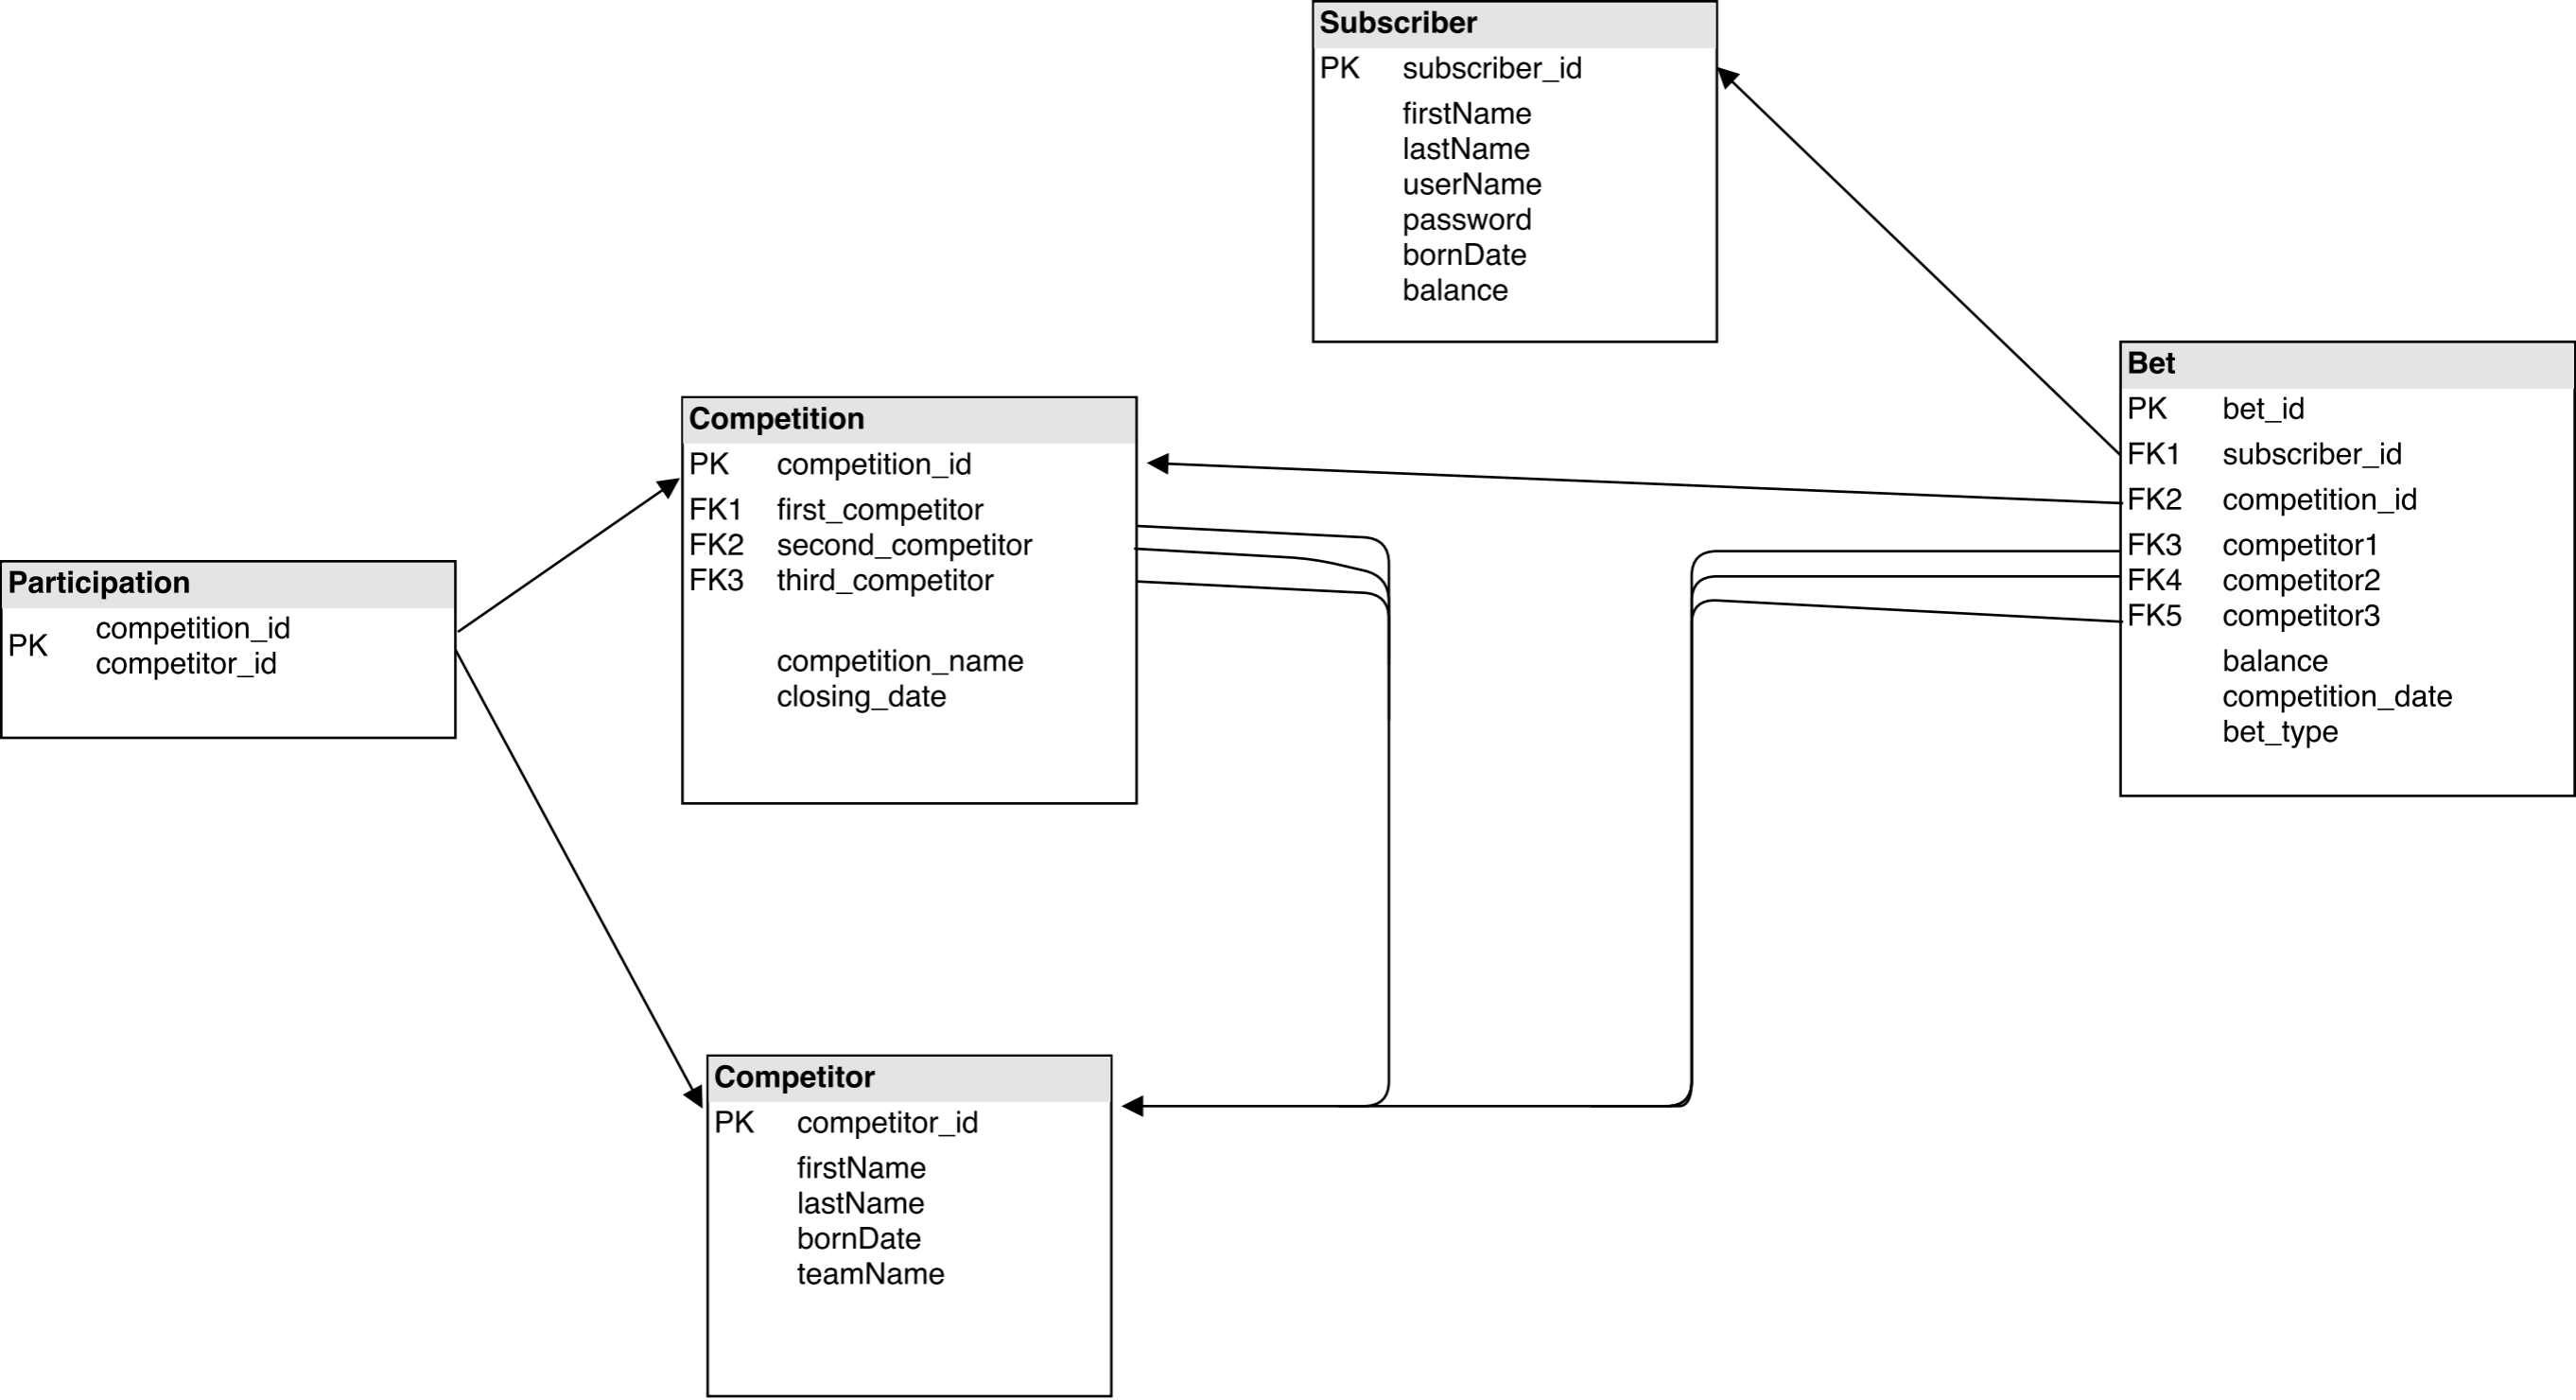 Subscriber
PK subscriber_id
firstName
lastName
userName
password
bornDate
balance
Bet
PK bet_id
FK1 subscriber_id
FK2 competition_id
FK3 competitor1
FK4 competitor2
FK5 competitor3
balance
competition_date
bet_type
Competition
PK competition_id
FK1 first_competitor
FK2 second_competitor
FK3 third_competitor
competition_name
closing_date
Participation
PK
competition_id
competitor_id
Competitor
PK competitor_id
firstName
lastName
bornDate
teamName